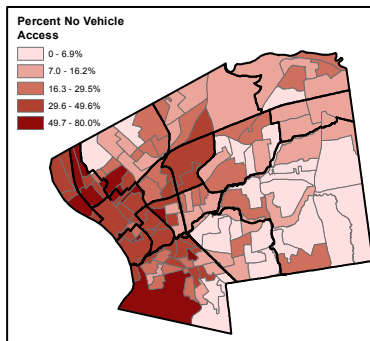 Percent No Vehicle
Access
0 - 6.9%
7.0 - 16.2%
16.3 - 29.5%
29.6 - 49.6%
49.7 - 80.0%